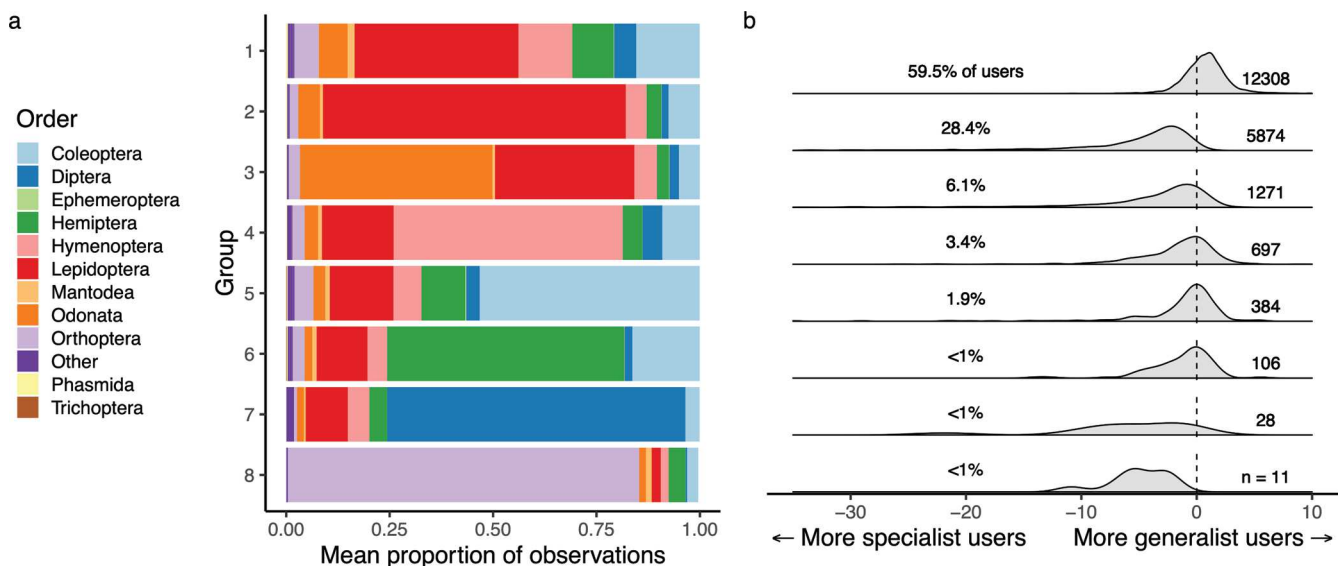 a
Order
Coleoptera
Diptera
Ephemeroptera
Hemiptera
Hymenoptera
Lepidoptera
Mantodea
Odonata
Orthoptera
Other
Phasmida
Trichoptera
Group
1
2
3
4
5
6
7
8
0.00 0.25 0.50 0.75 1.00
Mean proportion of observations
b
59.5% of users 12308
28.4% 5874
6.1% 1271
3.4% 697
1.9% 384
<1% 106
<1% 28
<1% n = 11
−30 −20 −10 0 10
← More specialist users More generalist users →